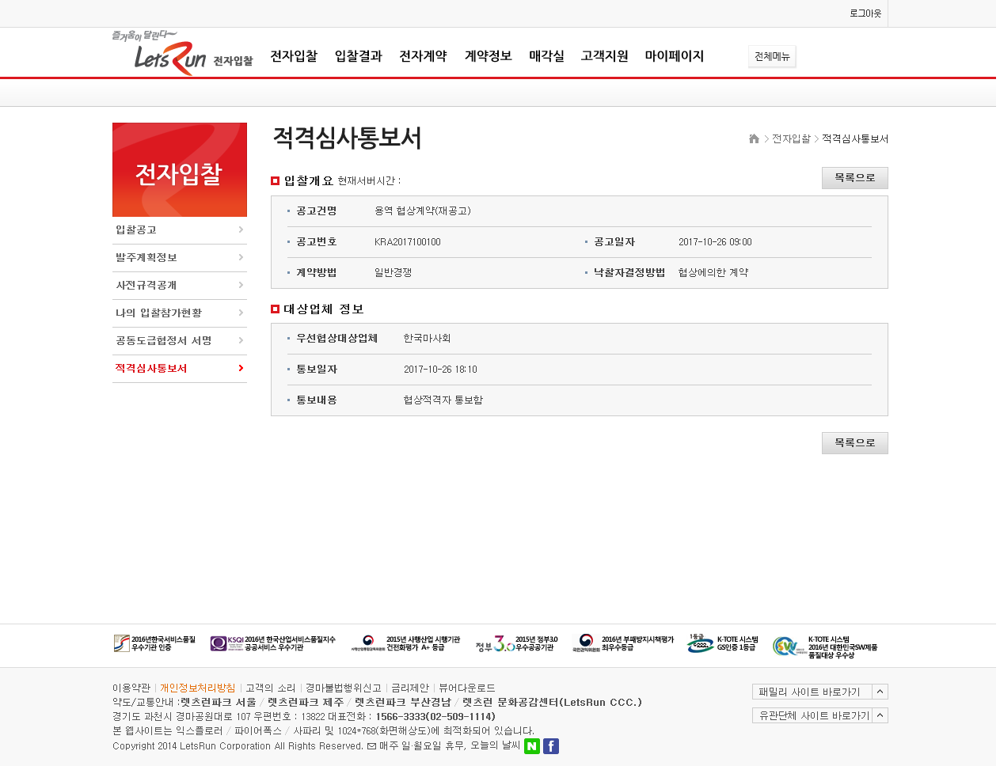 로그아웃
즐거움이 달린다~
LetsRun 전자입찰
전자입찰 입찰결과 전자계약 계약정보 매각실 고객지원 마이페이지 전체메뉴
전자입찰
입찰공고
발주계획정보
사전규격공개
나의 입찰참가현황
공동도급협정서 서명
적격심사통보서
적격심사통보서
전자입찰 > 적격심사통보서
입찰개요 현재서버시간 :
목록으로
공고건명 용역 협상계약(재공고)
공고번호 KRA2017100100 공고일자 2017-10-26 09:00
계약방법 일반경쟁 낙찰자결정방법 협상에의한 계약
대상업체 정보
우선협상대상업체 한국마사회
통보일자 2017-10-26 18:10
통보내용 협상적격자 통보함
목록으로
2016년한국서비스품질
우수기관 인증
KSQI 2016년 한국산업서비스품질지수
공공서비스 우수기관
2015년 사행산업 시행기관
건전화평가 A+ 등급
정부3.0 2015년 정부3.0
우수공공기관
국민권익위원회 2016년 부패방지시책평가
최우수등급
1등급 K-TOTE 시스템
GS인증 1등급
K-TOTE 시스템
2016년 대한민국SW제품
품질대상 우수상
이용약관 | 개인정보처리방침 | 고객의 소리 | 경마불법행위신고 | 금리제안 | 뷰어다운로드
약도/교통안내 :렛츠런파크 서울 / 렛츠런파크 제주 / 렛츠런파크 부산경남 / 렛츠런 문화공감센터(LetsRun CCC.)
경기도 과천시 경마공원대로 107 우편번호 : 13822 대표전화 : 1566-3333(02-509-1114)
본 웹사이트는 익스플로러 / 파이어폭스 / 사파리 및 1024*768(화면해상도)에 최적화되어 있습니다.
Copyright 2014 LetsRun Corporation All Rights Reserved. 매주 일·월요일 휴무, 오늘의 날씨 N f
패밀리 사이트 바로가기
유관단체 사이트 바로가기